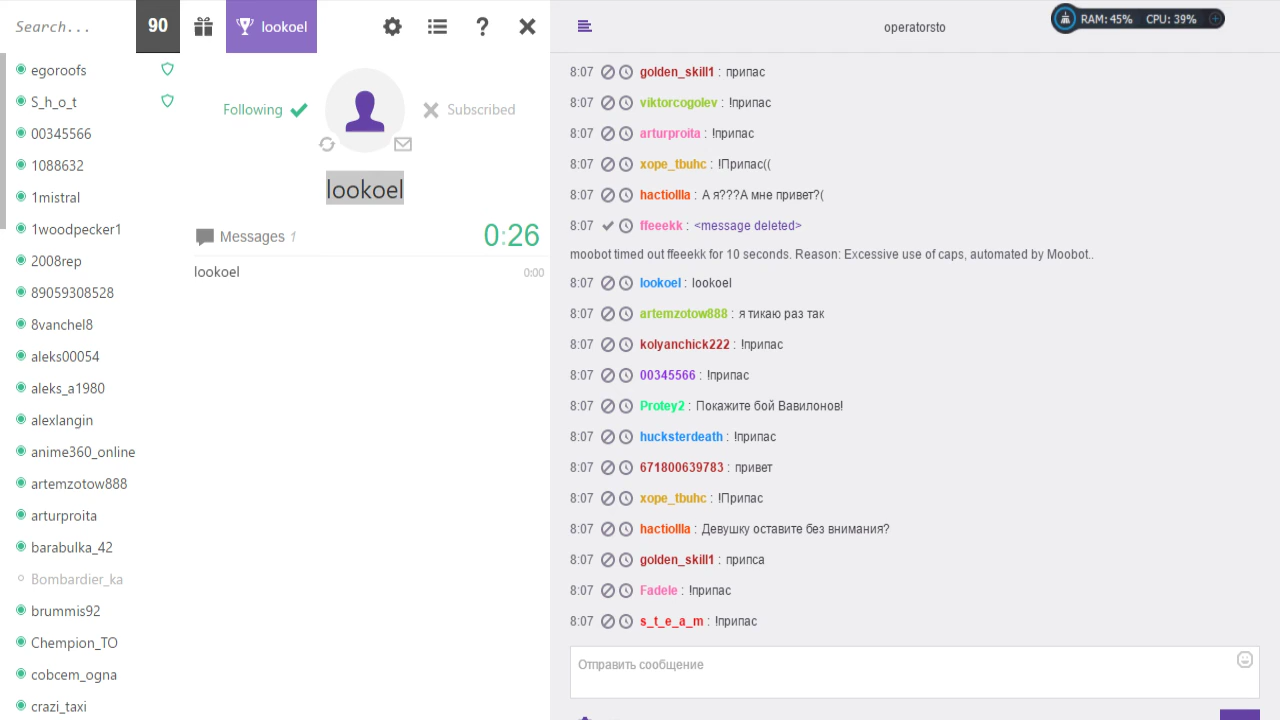 Search...
90
lookoel
?
egoroofs
S_h_o_t
00345566
1088632
1mistral
1woodpecker1
2008rep
89059308528
8vanchel8
aleks00054
aleks_a1980
alexlangin
anime360_online
artemzotow888
arturproita
barabulka_42
Bombardier_ka
brummis92
Chempion_TO
cobcem_ogna
crazi_taxi
Following
Subscribed
lookoel
Messages 1
0:26
lookoel 0:00
operatorsto
RAM: 45% CPU: 39%
8:07 golden_skill1 : припас
8:07 viktorcogolev : !припас
8:07 arturproita : !припас
8:07 xope_tbuhc : !Припас((
8:07 hactiollla : А я???А мне привет?(
8:07 ffeeekk : <message deleted>
moobot timed out ffeeekk for 10 seconds. Reason: Excessive use of caps, automated by Moobot..
8:07 lookoel : lookoel
8:07 artemzotow888 : я тикаю раз так
8:07 kolyanchick222 : !припас
8:07 00345566 : !припас
8:07 Protey2 : Покажите бой Вавилонов!
8:07 hucksterdeath : !припас
8:07 671800639783 : привет
8:07 xope_tbuhc : !Припас
8:07 hactiollla : Девушку оставите без внимания?
8:07 golden_skill1 : припса
8:07 Fadele : !припас
8:07 s_t_e_a_m : !припас
Отправить сообщение